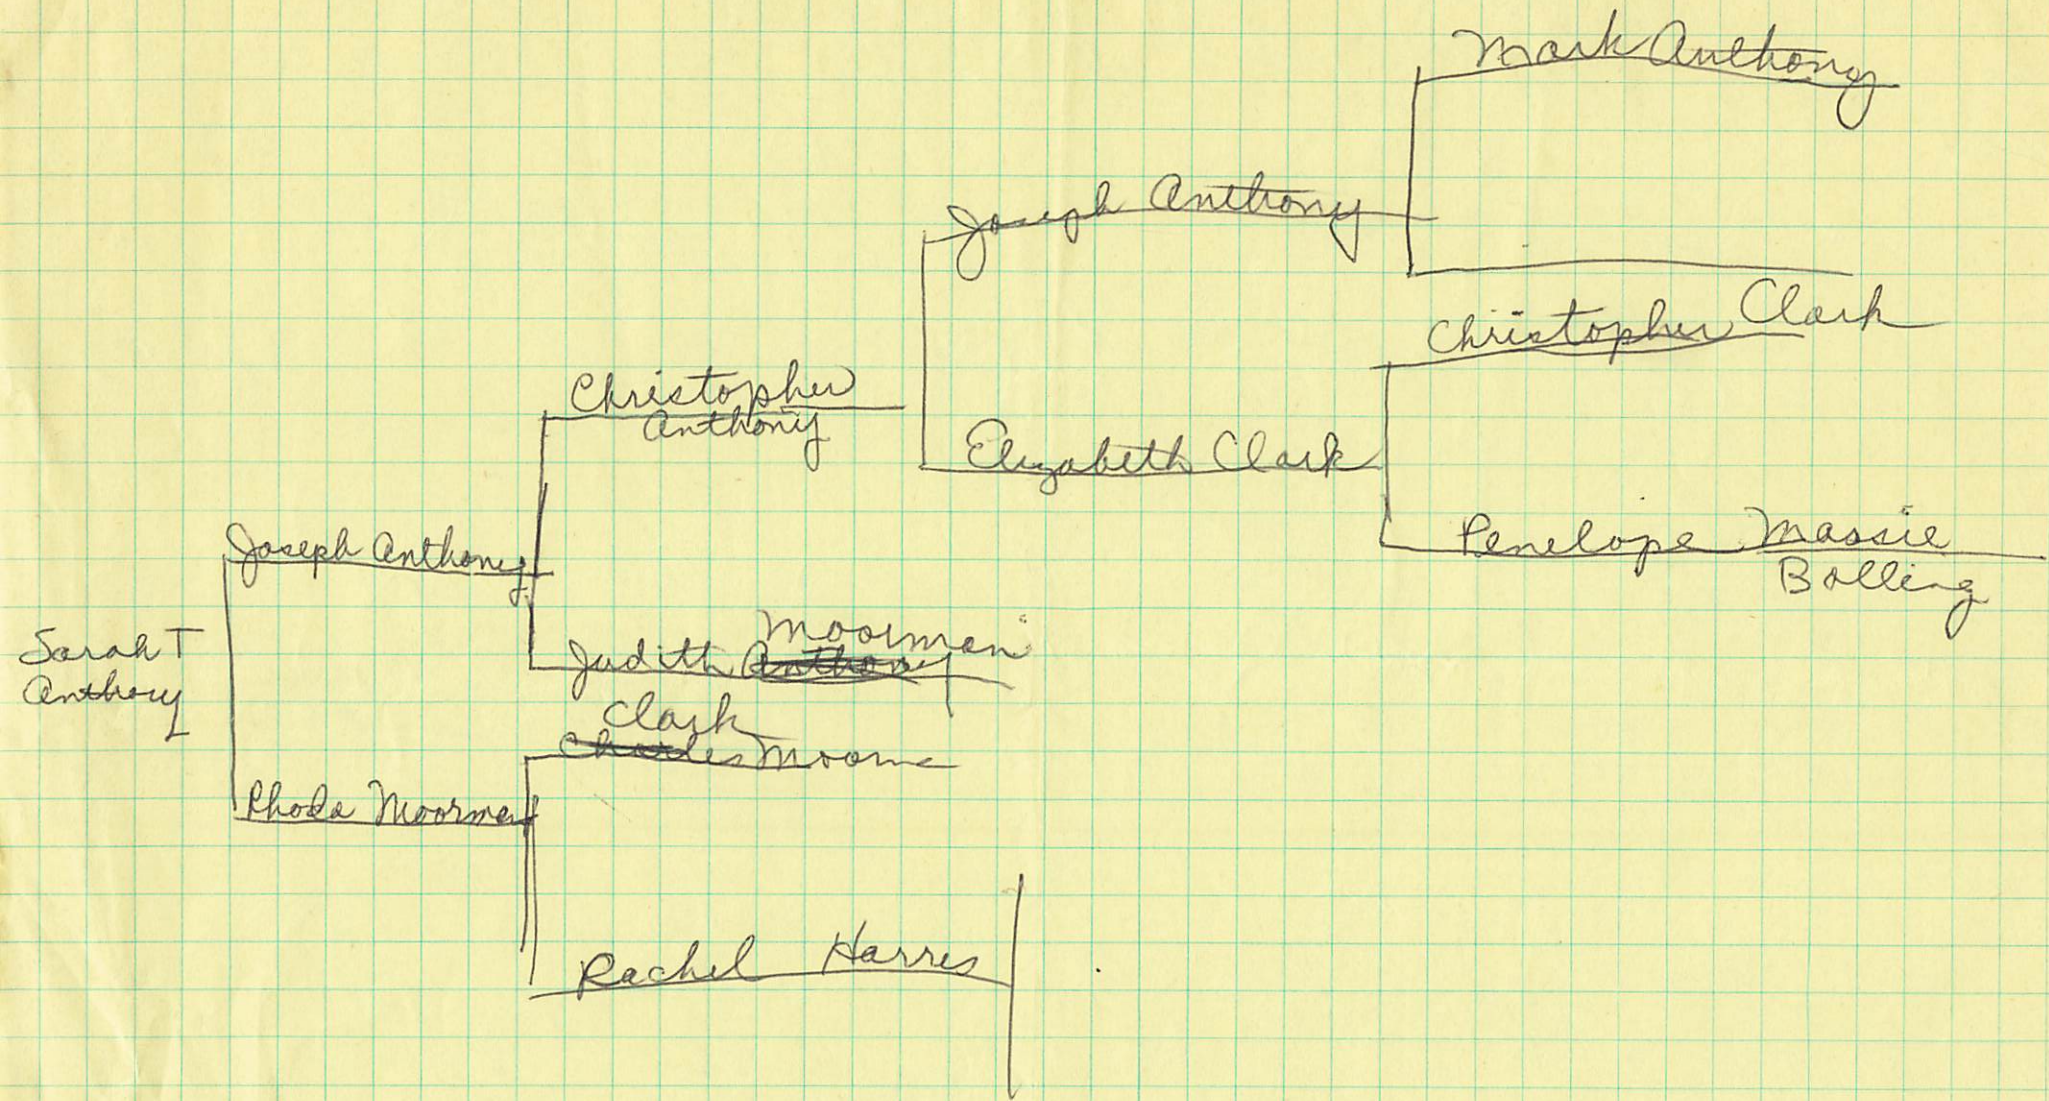 Mark Anthony
Joseph Anthony
Christopher Clark
Christopher
Anthony
Elizabeth Clark
Penelope Massie
Bolling
Joseph Anthony
Moorman
Judith Anthony
Sarah T
Anthony
Clark
Charles Moorm
Rhoda Moorman
Rachel Harris